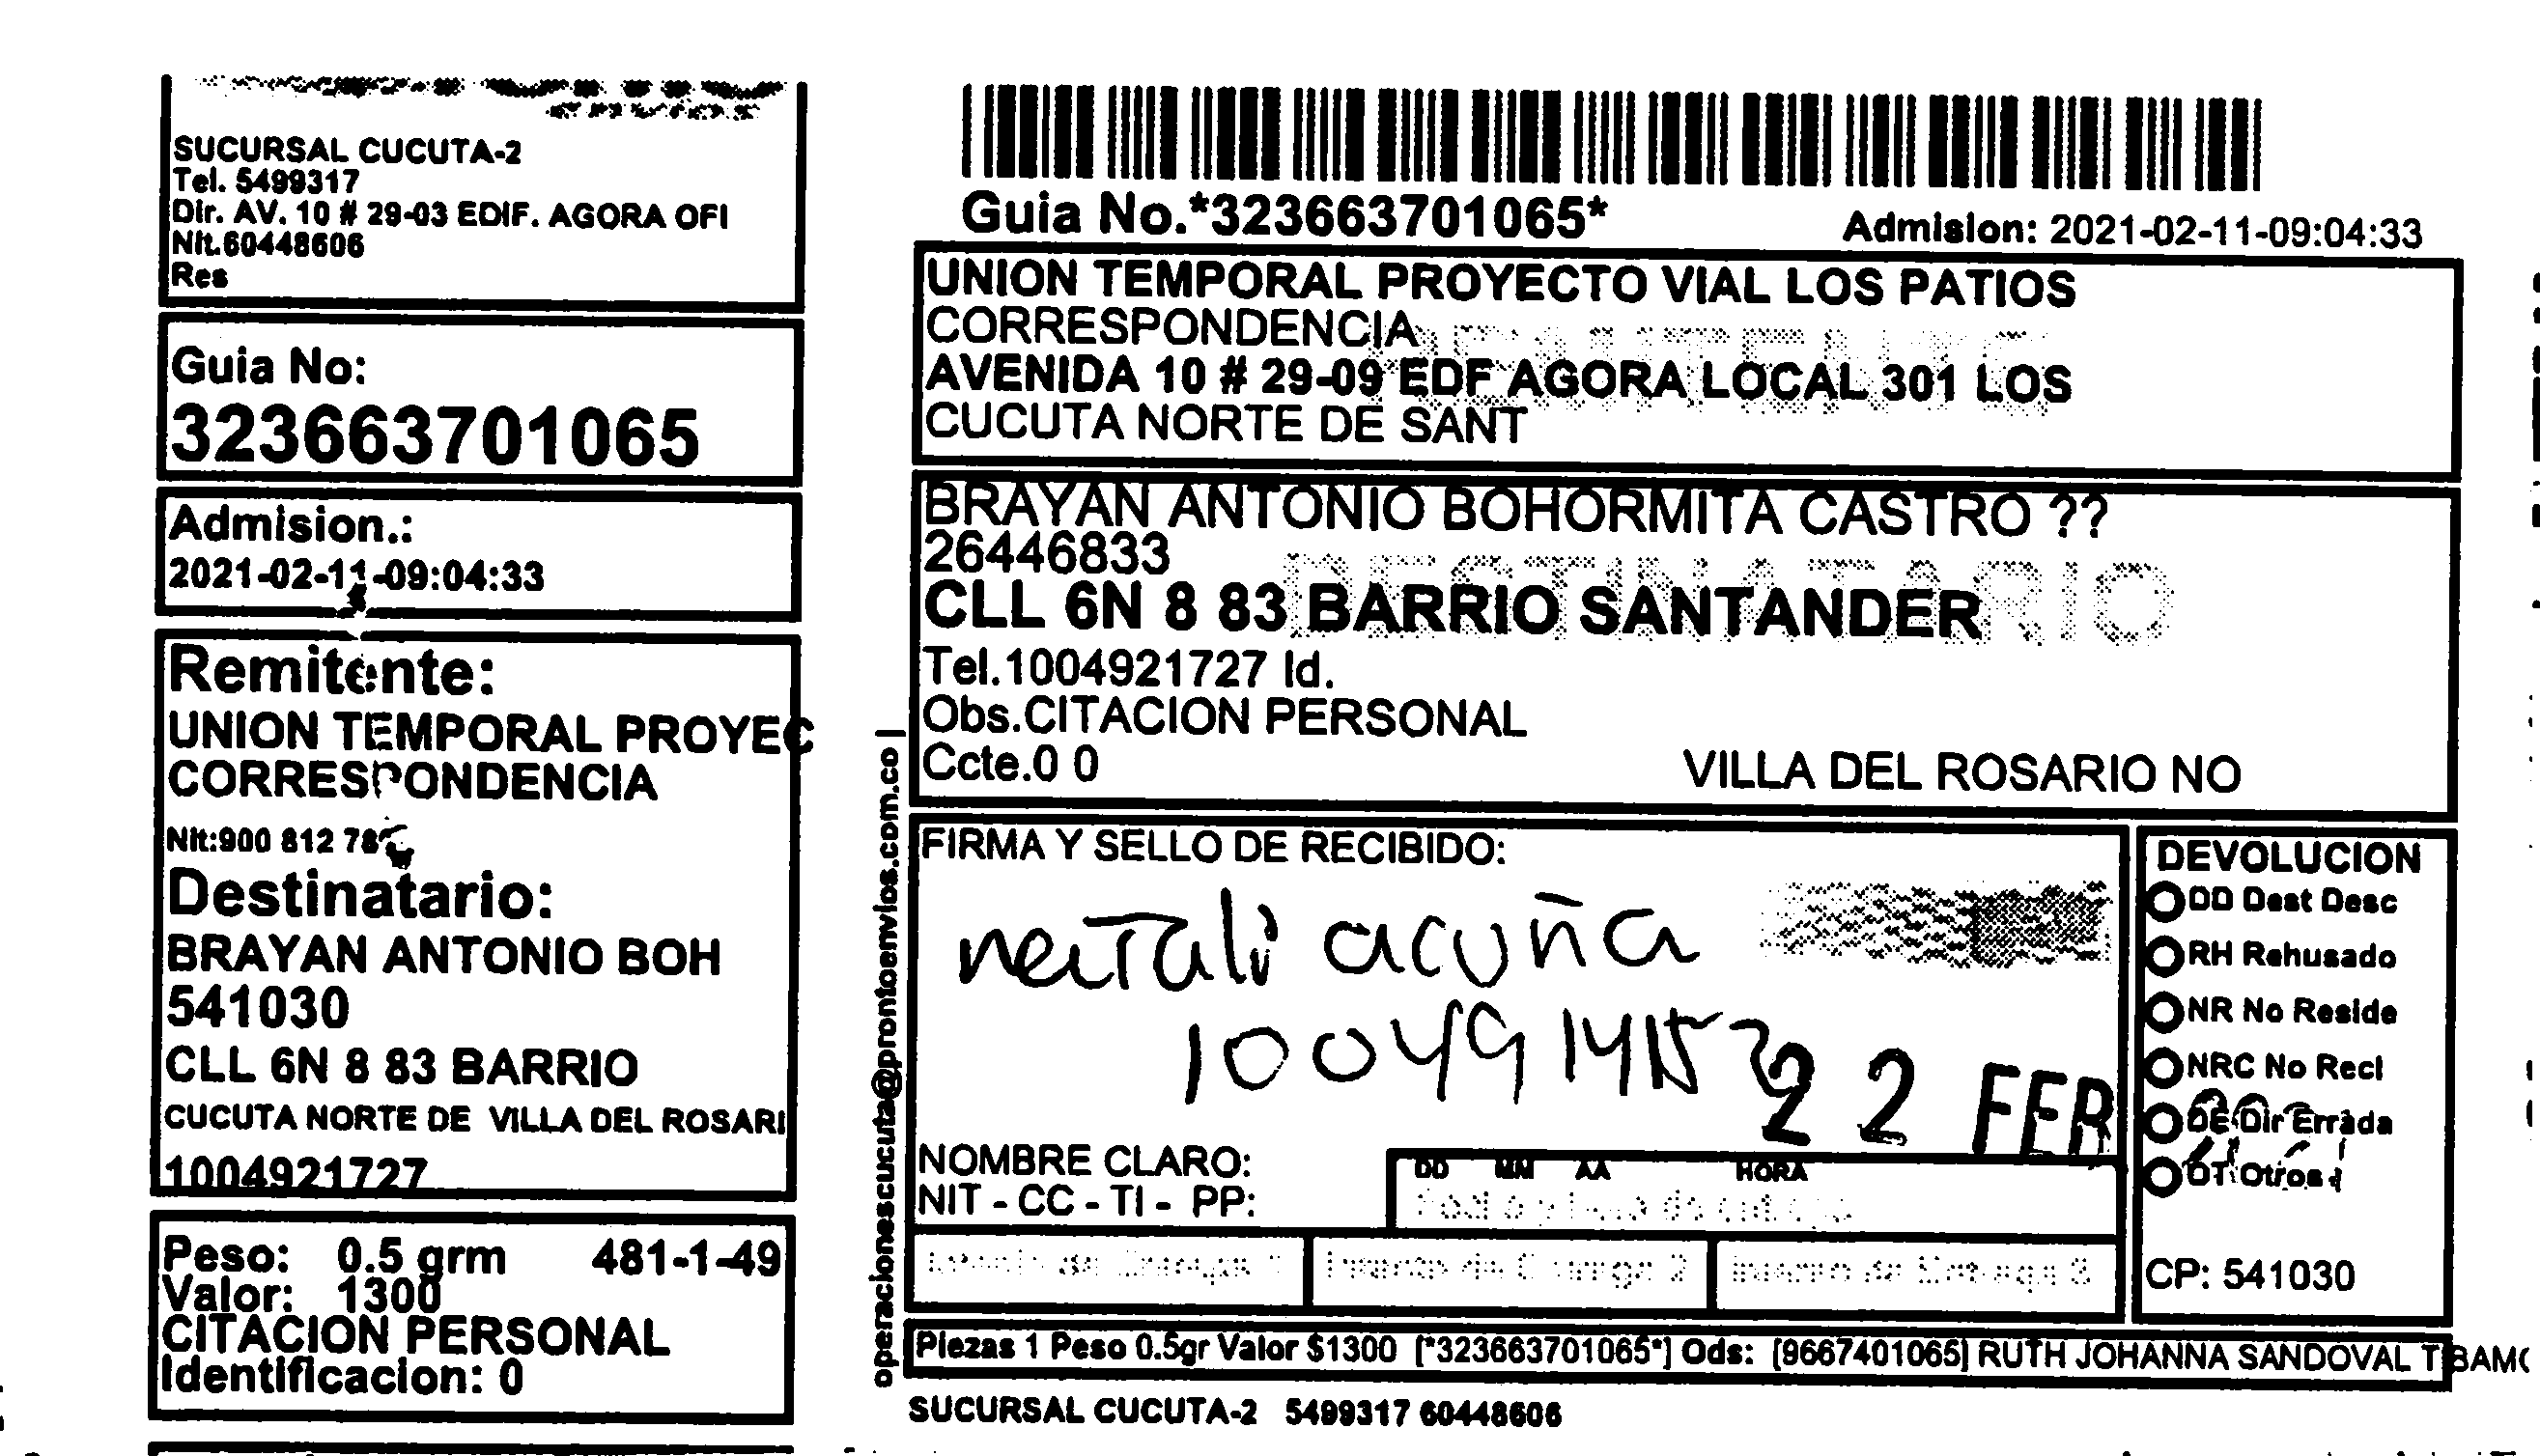 SUCURSAL CUCUTA-2
Tel. 5499317
Dir. AV. 10 # 29-03 EDIF. AGORA OFI
Nit.60448606
Res
Guia No:
323663701065
Admision.:
2021-02-11-09:04:33
Remitente:
UNION TEMPORAL PROYEC
CORRESPONDENCIA
Nit:900 812 78
Destinatario:
BRAYAN ANTONIO BOH
541030
CLL 6N 8 83 BARRIO
CUCUTA NORTE DE VILLA DEL ROSARI
1004921727
Peso: 0.5 grm 481-1-49
Valor: 1300
CITACION PERSONAL
Identificacion: 0
Guia No.*323663701065*
Admision: 2021-02-11-09:04:33
UNION TEMPORAL PROYECTO VIAL LOS PATIOS
CORRESPONDENCIA
AVENIDA 10 # 29-09 EDF AGORA LOCAL 301 LOS
CUCUTA NORTE DE SANT
BRAYAN ANTONIO BOHORMITA CASTRO ??
26446833
DESTINATARIO
CLL 6N 8 83 BARRIO SANTANDER
Tel.1004921727 Id.
Obs.CITACION PERSONAL
Ccte.0 0 VILLA DEL ROSARIO NO
operacionescucuta@prontoenvios.com.co |
FIRMA Y SELLO DE RECIBIDO:
acuña
22 FEB
NOMBRE CLARO:
NIT - CC - TI - PP:
DD MM AA HORA
DEVOLUCION
DD Dest Desc
RH Rehusado
NR No Reside
NRC No Recl
DE Dir Errada
OT Otros
CP: 541030
Piezas 1 Peso 0.5gr Valor $1300 [*323663701065*] Ods: [9667401065] RUTH JOHANNA SANDOVAL TIBAMO
SUCURSAL CUCUTA-2 5499317 60448606